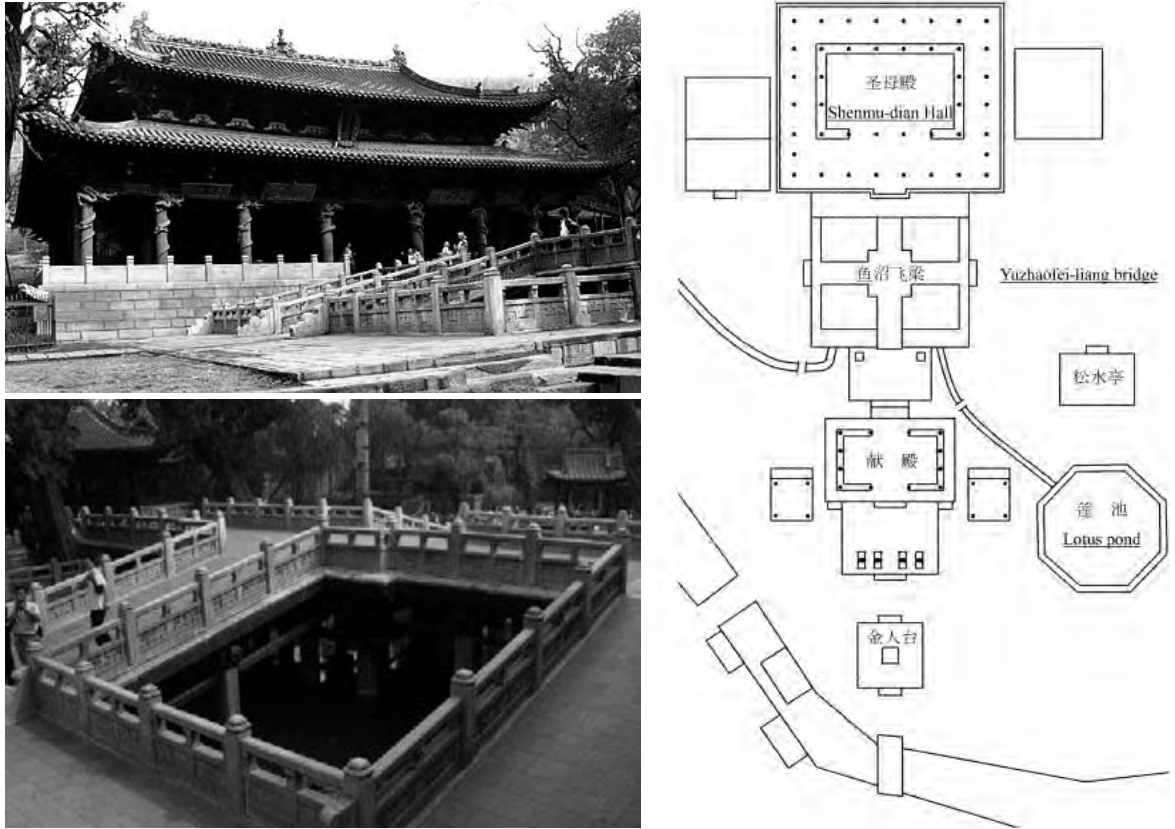 圣母殿
Shenmu-dian Hall
鱼沼飞梁
Yuzhaofei-liang bridge
松水亭
献 殿
莲 池
Lotus pond
金人台